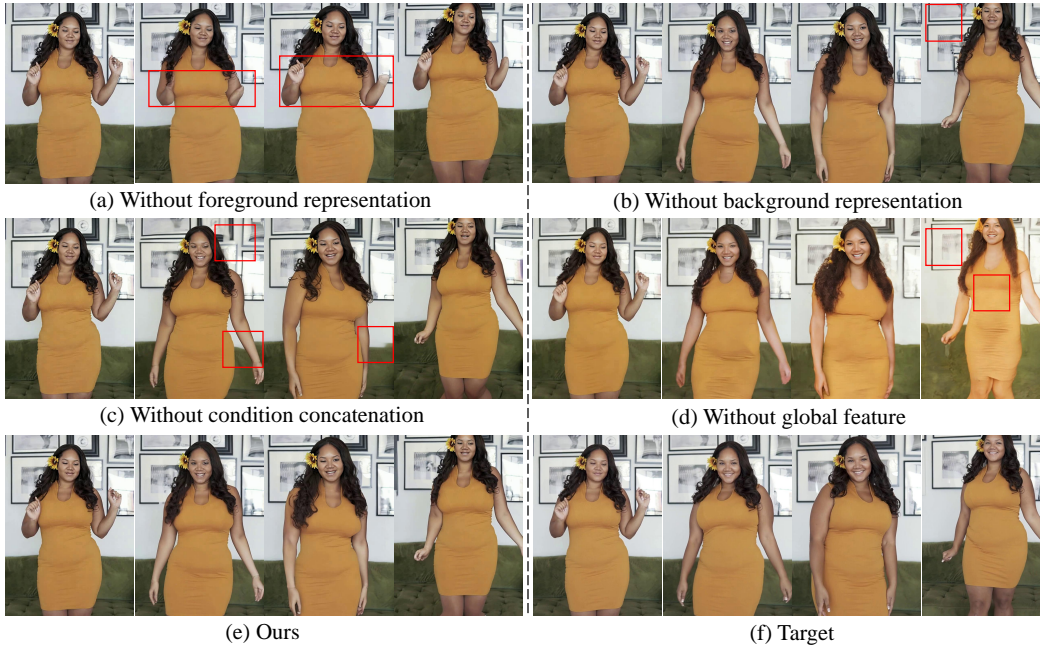 (a) Without foreground representation
(b) Without background representation
(c) Without condition concatenation
(d) Without global feature
(e) Ours
(f) Target